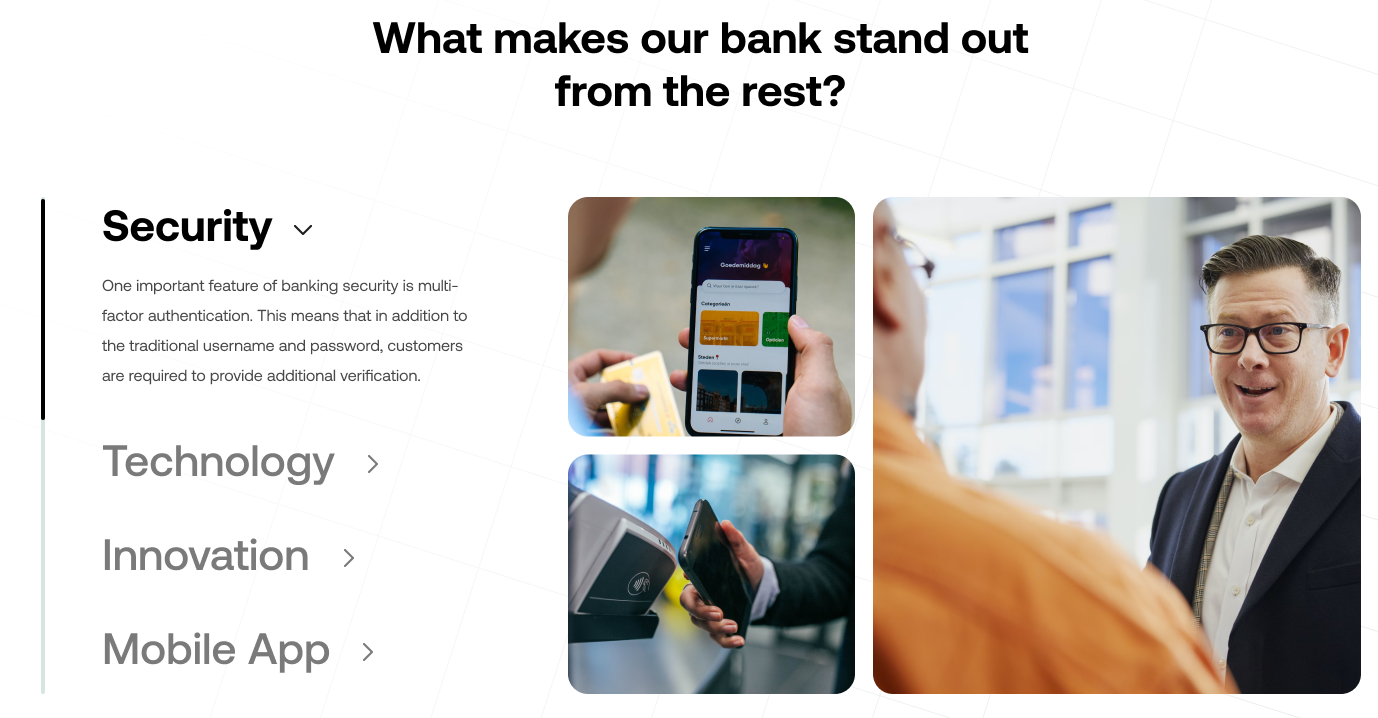 What makes our bank stand out
from the rest?
Security
One important feature of banking security is multi-
factor authentication. This means that in addition to
the traditional username and password, customers
are required to provide additional verification.
Technology
Innovation
Mobile App
Goedemiddag
Categorieën
Supermarkt
Opticien
Steden